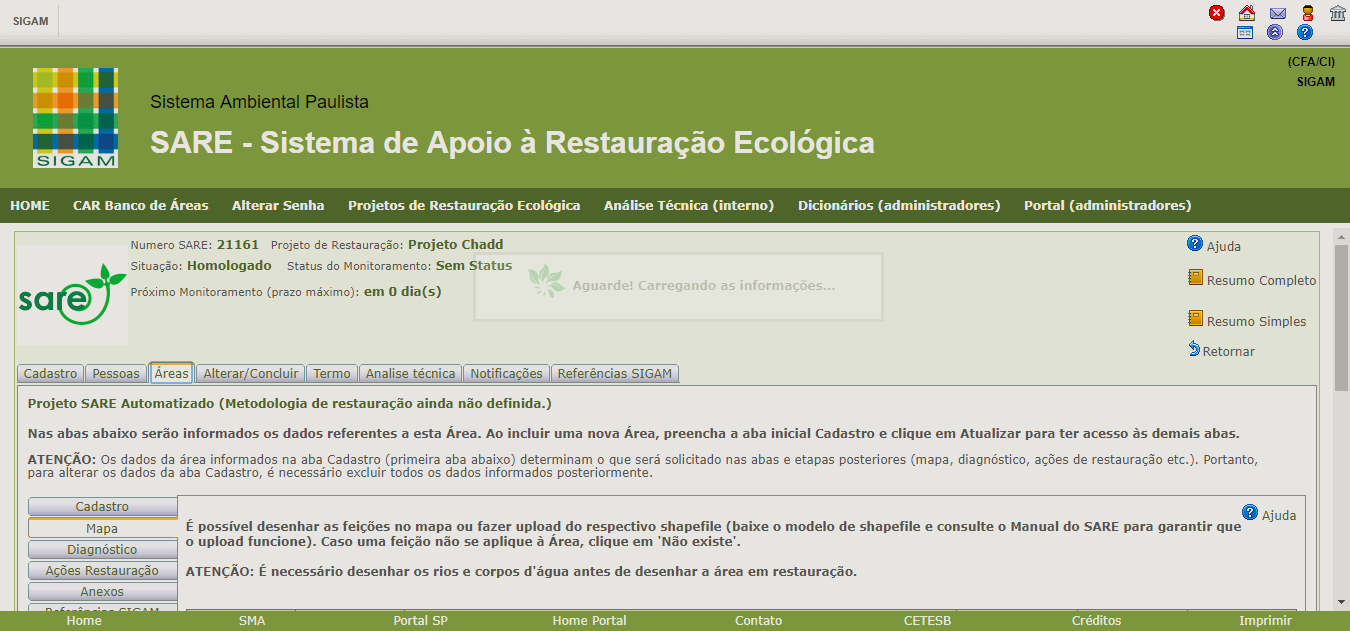 SIGAM
(CFA/CI)
SIGAM
SIGAM
Sistema Ambiental Paulista
SARE - Sistema de Apoio à Restauração Ecológica
HOME CAR Banco de Áreas Alterar Senha Projetos de Restauração Ecológica Análise Técnica (interno) Dicionários (administradores) Portal (administradores)
sare
Numero SARE: 21161 Projeto de Restauração: Projeto Chadd
Situação: Homologado Status do Monitoramento: Sem Status
Próximo Monitoramento (prazo máximo): em 0 dia(s)
Aguarde! Carregando as informações...
Ajuda
Resumo Completo
Resumo Simples
Retornar
Cadastro Pessoas Áreas Alterar/Concluir Termo Analise técnica Notificações Referências SIGAM
Projeto SARE Automatizado (Metodologia de restauração ainda não definida.)
Nas abas abaixo serão informados os dados referentes a esta Área. Ao incluir uma nova Área, preencha a aba inicial Cadastro e clique em Atualizar para ter acesso às demais abas.
ATENÇÃO: Os dados da área informados na aba Cadastro (primeira aba abaixo) determinam o que será solicitado nas abas e etapas posteriores (mapa, diagnóstico, ações de restauração etc.). Portanto,
para alterar os dados da aba Cadastro, é necessário excluir todos os dados informados posteriormente.
Cadastro
Mapa
Diagnóstico
Ações Restauração
Anexos
Referências SIGAM
Ajuda
É possível desenhar as feições no mapa ou fazer upload do respectivo shapefile (baixe o modelo de shapefile e consulte o Manual do SARE para garantir que
o upload funcione). Caso uma feição não se aplique à Área, clique em 'Não existe'.
ATENÇÃO: É necessário desenhar os rios e corpos d'água antes de desenhar a área em restauração.
Home SMA Portal SP Home Portal Contato CETESB Créditos Imprimir